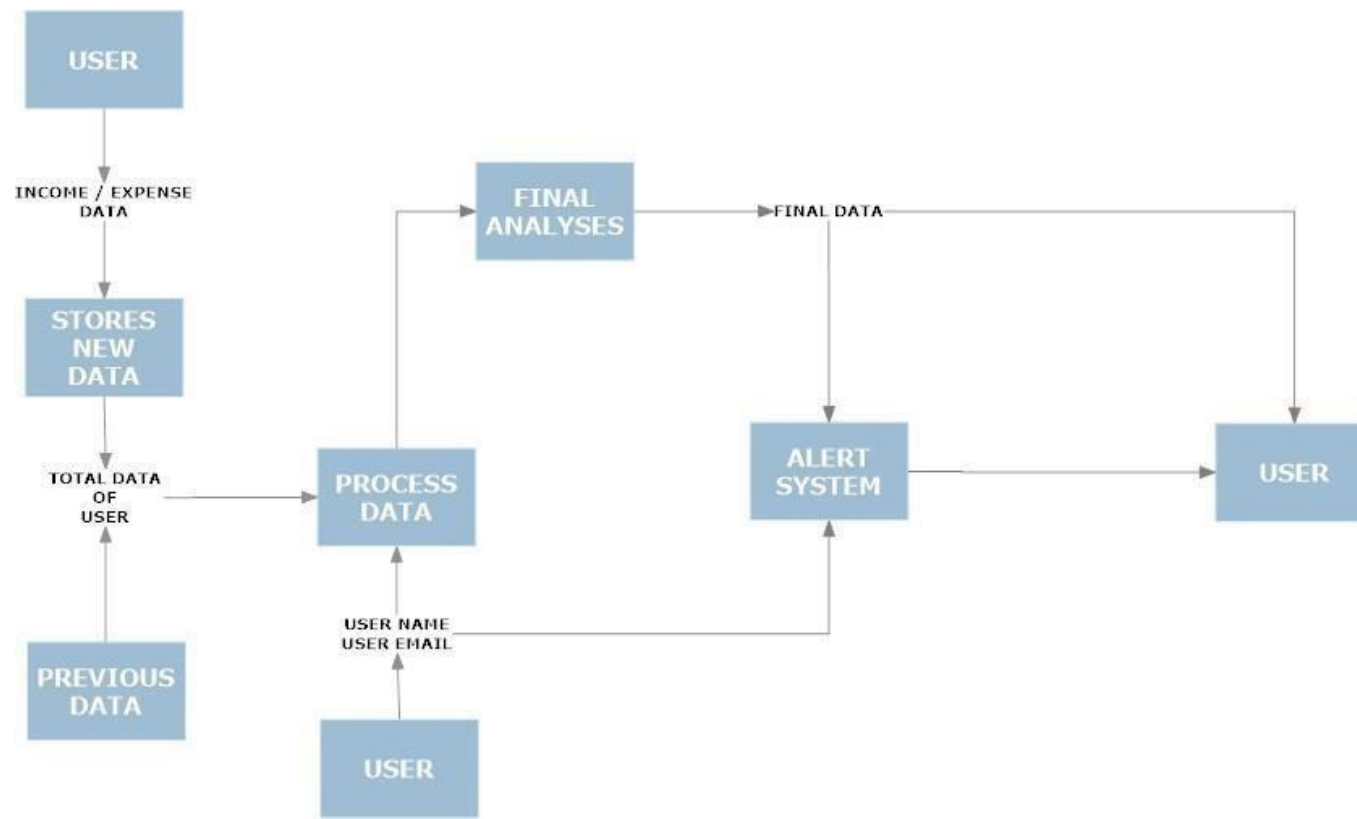 USER
INCOME / EXPENSE
DATA
STORES
NEW
DATA
TOTAL DATA
OF
USER
PREVIOUS
DATA
PROCESS
DATA
USER NAME
USER EMAIL
USER
FINAL
ANALYSES
FINAL DATA
ALERT
SYSTEM
USER